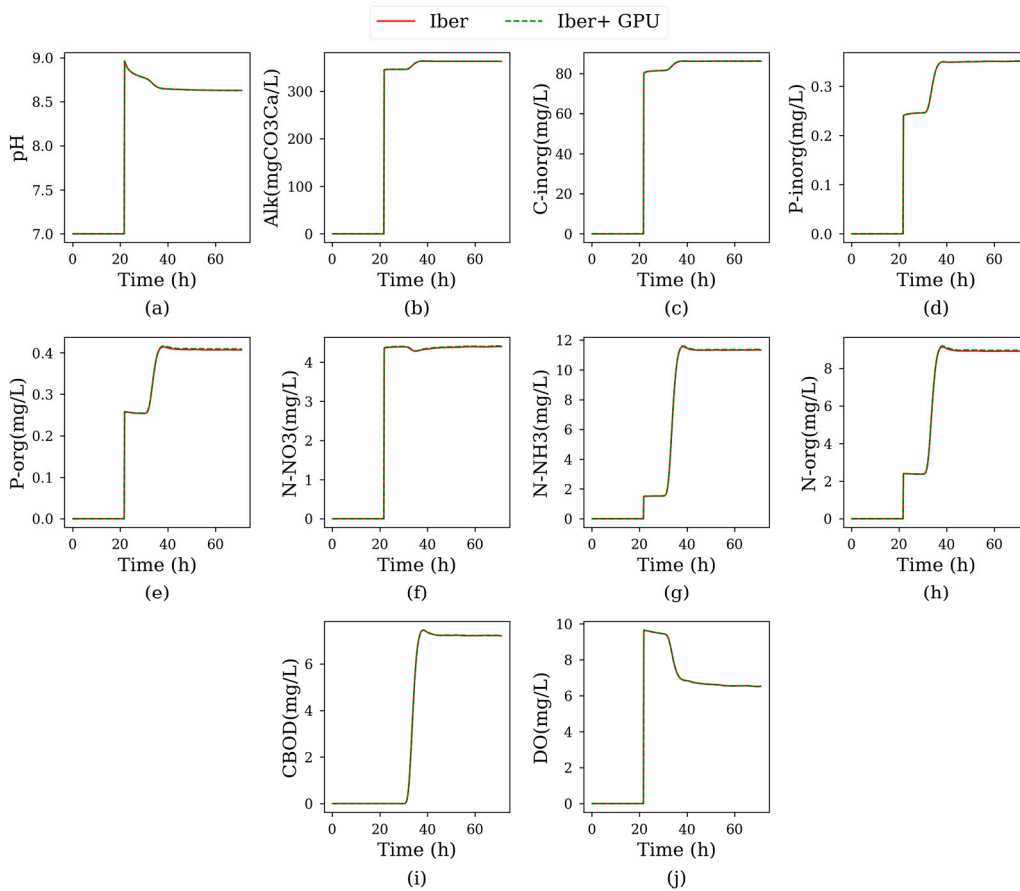 Iber Iber+ GPU
9.0
8.5
8.0
7.5
7.0
pH
0 20 40 60
Time (h)
(a)
300
200
100
0
Alk(mgCO3Ca/L)
0 20 40 60
Time (h)
(b)
80
60
40
20
0
C-inorg(mg/L)
0 20 40 60
Time (h)
(c)
0.3
0.2
0.1
0.0
P-inorg(mg/L)
0 20 40 60
Time (h)
(d)
0.4
0.3
0.2
0.1
0.0
P-org(mg/L)
0 20 40 60
Time (h)
(e)
4
3
2
1
0
N-NO3(mg/L)
0 20 40 60
Time (h)
(f)
12
10
8
6
4
2
0
N-NH3(mg/L)
0 20 40 60
Time (h)
(g)
8
6
4
2
0
N-org(mg/L)
0 20 40 60
Time (h)
(h)
6
4
2
0
CBOD(mg/L)
0 20 40 60
Time (h)
(i)
10
8
6
4
2
0
DO(mg/L)
0 20 40 60
Time (h)
(j)